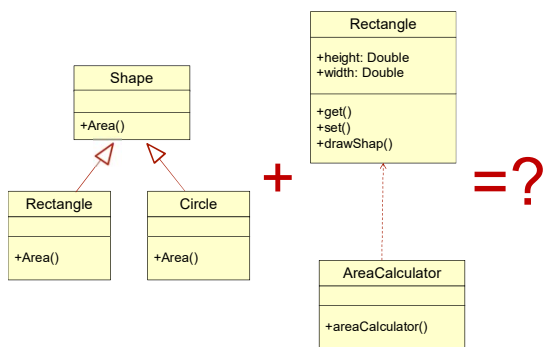 Shape
+Area()
Rectangle
+Area()
Circle
+Area()
+
Rectangle
+height: Double
+width: Double
+get()
+set()
+drawShap()
AreaCalculator
+areaCalculator()
=?